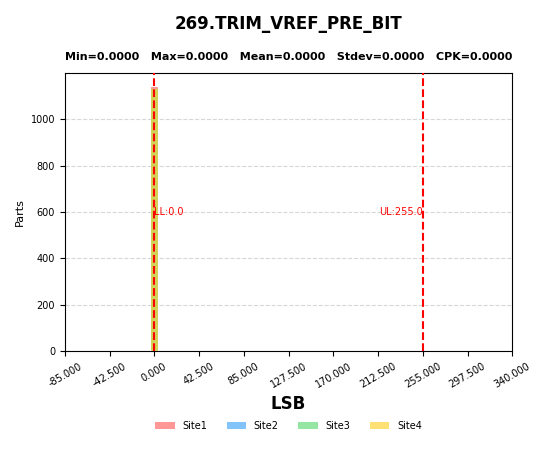 269.TRIM_VREF_PRE_BIT
Min=0.0000 Max=0.0000 Mean=0.0000 Stdev=0.0000 CPK=0.0000
1000
800
600
400
200
0
Parts
LL:0.0
UL:255.0
-85.000 -42.500 0.000 42.500 85.000 127.500 170.000 212.500 255.000 297.500 340.000
LSB
Site1 Site2 Site3 Site4